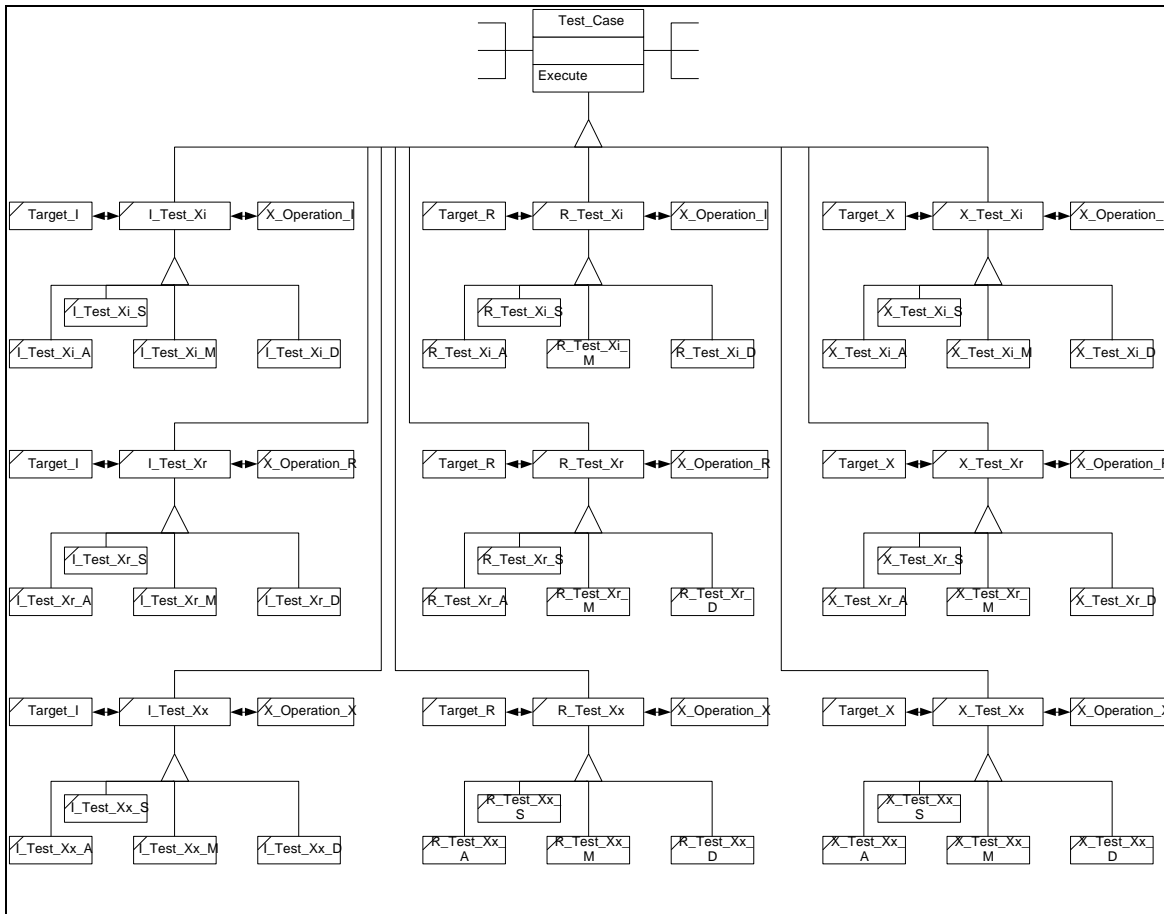 Test_Case
Execute
Target_I
I_Test_Xi
X_Operation_I
Target_R
R_Test_Xi
X_Operation_I
Target_X
X_Test_Xi
X_Operation_
I_Test_Xi_S
R_Test_Xi_S
X_Test_Xi_S
I_Test_Xi_A
I_Test_Xi_M
I_Test_Xi_D
R_Test_Xi_A
R_Test_Xi_
M
R_Test_Xi_D
X_Test_Xi_A
X_Test_Xi_M
X_Test_Xi_D
Target_I
I_Test_Xr
X_Operation_R
Target_R
R_Test_Xr
X_Operation_R
Target_X
X_Test_Xr
X_Operation_R
I_Test_Xr_S
R_Test_Xr_S
X_Test_Xr_S
I_Test_Xr_A
I_Test_Xr_M
I_Test_Xr_D
R_Test_Xr_A
R_Test_Xr_
M
R_Test_Xr_
D
X_Test_Xr_A
X_Test_Xr_
M
X_Test_Xr_D
Target_I
I_Test_Xx
X_Operation_X
Target_R
R_Test_Xx
X_Operation_X
Target_X
X_Test_Xx
X_Operation_X
I_Test_Xx_S
R_Test_Xx_
S
X_Test_Xx_
S
I_Test_Xx_A
I_Test_Xx_M
I_Test_Xx_D
R_Test_Xx_
A
R_Test_Xx_
M
R_Test_Xx_
D
X_Test_Xx_
A
X_Test_Xx_
M
X_Test_Xx_
D